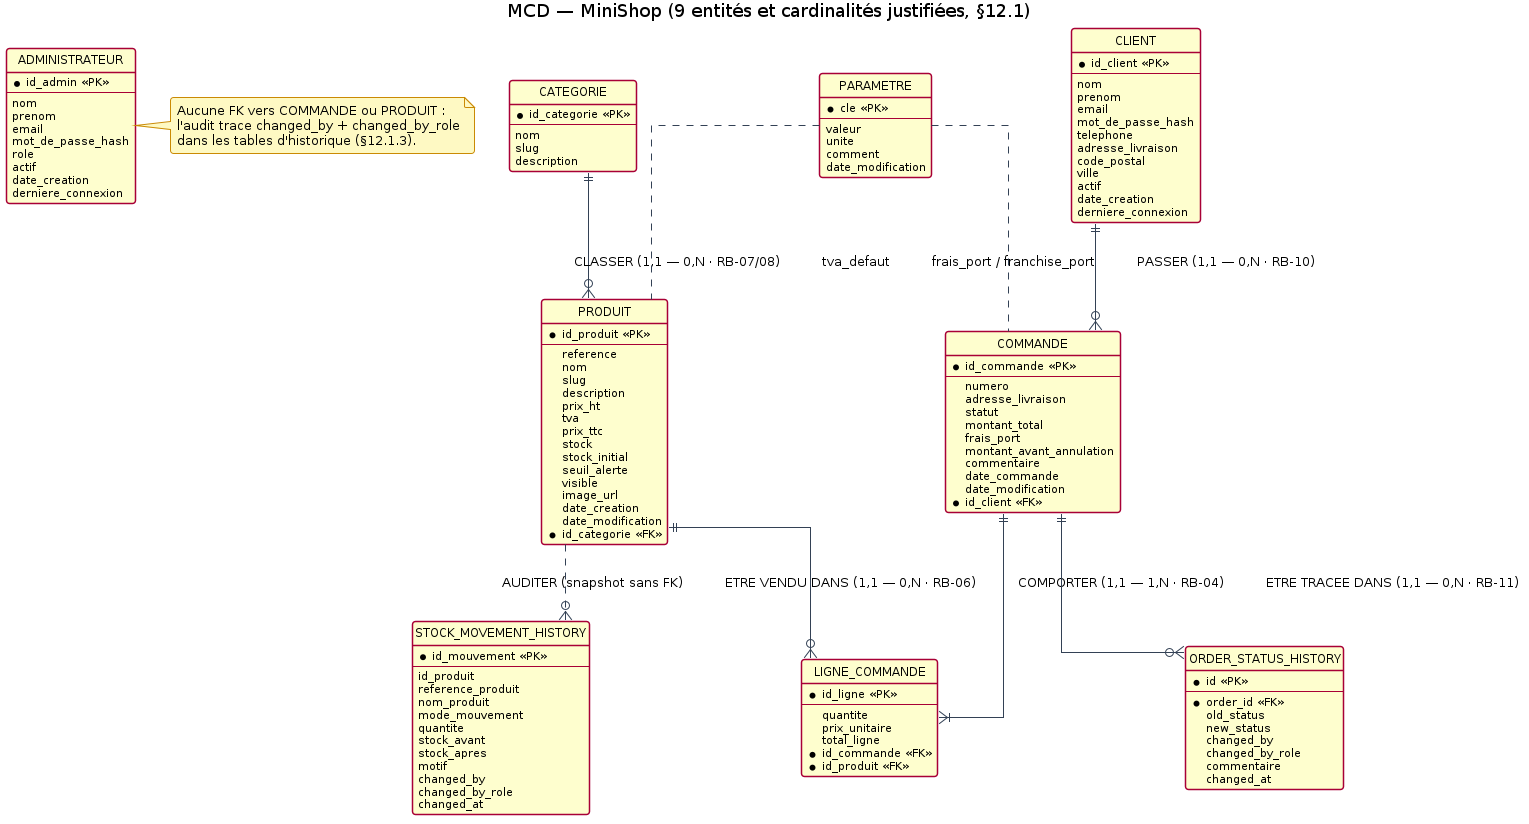 MCD — MiniShop (9 entités et cardinalités justifiées, §12.1)
ADMINISTRATEUR
id_admin «PK»
nom
prenom
email
mot_de_passe_hash
role
actif
date_creation
derniere_connexion
Aucune FK vers COMMANDE ou PRODUIT :
l'audit trace changed_by + changed_by_role
dans les tables d'historique (§12.1.3).
CATEGORIE
id_categorie «PK»
nom
slug
description
PARAMETRE
cle «PK»
valeur
unite
comment
date_modification
CLIENT
id_client «PK»
nom
prenom
email
mot_de_passe_hash
telephone
adresse_livraison
code_postal
ville
actif
date_creation
derniere_connexion
CLASSER (1,1 — 0,N · RB-07/08)
tva_defaut
frais_port / franchise_port
PASSER (1,1 — 0,N · RB-10)
PRODUIT
id_produit «PK»
reference
nom
slug
description
prix_ht
tva
prix_ttc
stock
stock_initial
seuil_alerte
visible
image_url
date_creation
date_modification
id_categorie «FK»
COMMANDE
id_commande «PK»
numero
adresse_livraison
statut
montant_total
frais_port
montant_avant_annulation
commentaire
date_commande
date_modification
id_client «FK»
AUDITER (snapshot sans FK)
ETRE VENDU DANS (1,1 — 0,N · RB-06)
COMPORTER (1,1 — 1,N · RB-04)
ETRE TRACEE DANS (1,1 — 0,N · RB-11)
STOCK_MOVEMENT_HISTORY
id_mouvement «PK»
id_produit
reference_produit
nom_produit
mode_mouvement
quantite
stock_avant
stock_apres
motif
changed_by
changed_by_role
changed_at
LIGNE_COMMANDE
id_ligne «PK»
quantite
prix_unitaire
total_ligne
id_commande «FK»
id_produit «FK»
ORDER_STATUS_HISTORY
id «PK»
order_id «FK»
old_status
new_status
changed_by
changed_by_role
commentaire
changed_at